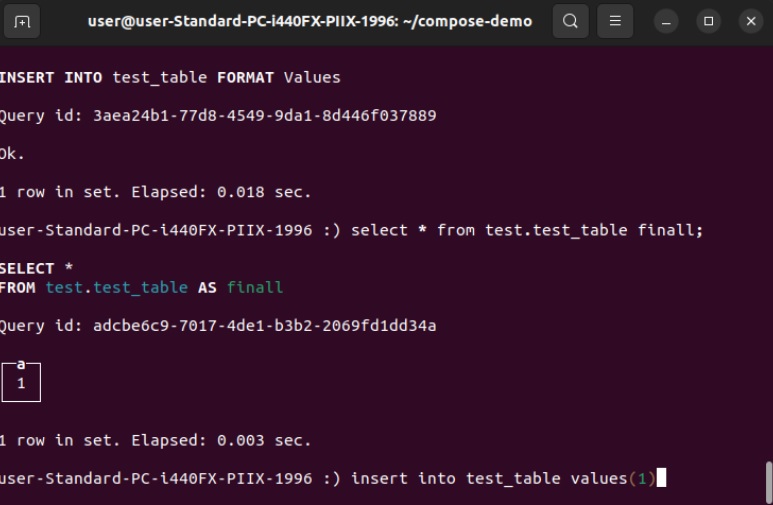 user@user-Standard-PC-i440FX-PIIX-1996: ~/compose-demo
INSERT INTO test_table FORMAT Values
Query id: 3aea24b1-77d8-4549-9da1-8d446f037889
Ok.
1 row in set. Elapsed: 0.018 sec.
user-Standard-PC-i440FX-PIIX-1996 :) select * from test.test_table finall;
SELECT *
FROM test.test_table AS finall
Query id: adcbe6c9-7017-4de1-b3b2-2069fd1dd34a
a
1
1 row in set. Elapsed: 0.003 sec.
user-Standard-PC-i440FX-PIIX-1996 :) insert into test_table values(1)